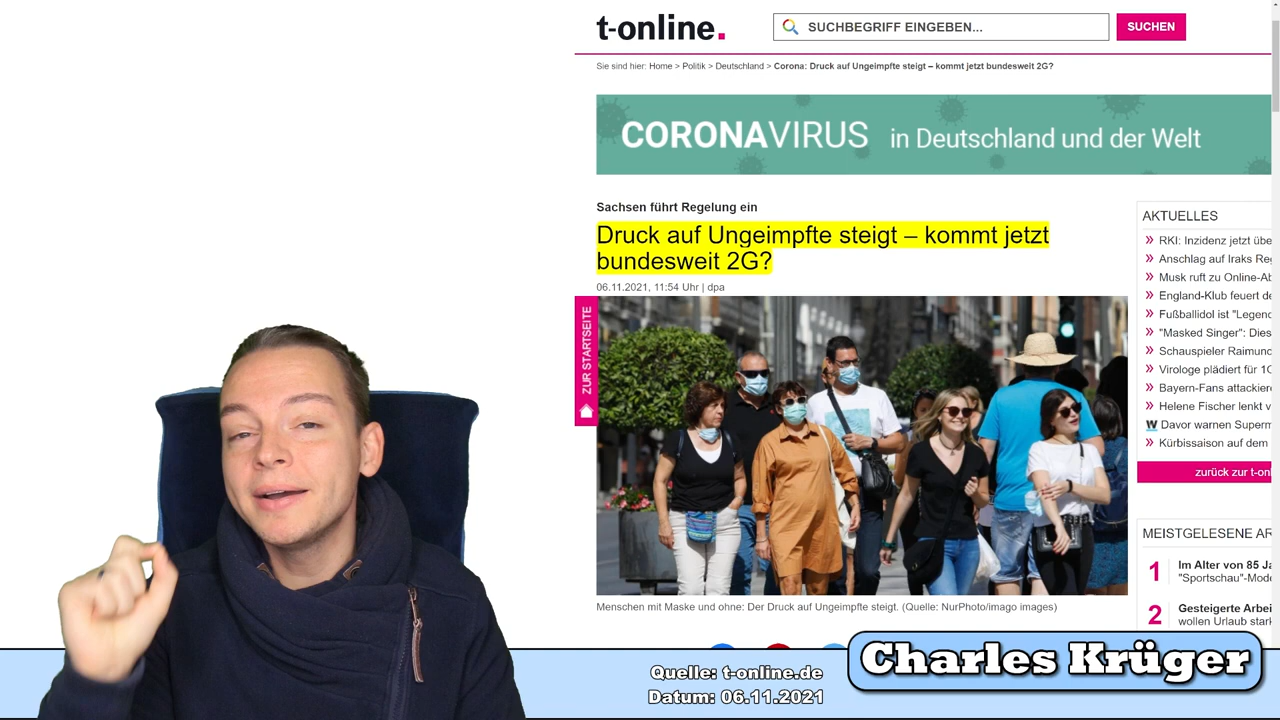 t-online.
SUCHBEGRIFF EINGEBEN...
SUCHEN
Sie sind hier: Home > Politik > Deutschland > Corona: Druck auf Ungeimpfte steigt – kommt jetzt bundesweit 2G?
CORONAVIRUS in Deutschland und der Welt
Sachsen führt Regelung ein
Druck auf Ungeimpfte steigt – kommt jetzt
bundesweit 2G?
06.11.2021, 11:54 Uhr | dpa
ZUR STARTSEITE
Menschen mit Maske und ohne: Der Druck auf Ungeimpfte steigt. (Quelle: NurPhoto/imago images)
AKTUELLES
» RKI: Inzidenz jetzt übe
» Anschlag auf Iraks Reg
» Musk ruft zu Online-Ab
» England-Klub feuert de
» Fußballidol ist "Legend
» "Masked Singer": Dies
» Schauspieler Raimund
» Virologe plädiert für 1G
» Bayern-Fans attackier
» Helene Fischer lenkt v
W Davor warnen Superm
» Kürbissaison auf dem
zurück zur t-onl
MEISTGELESENE AR
1 Im Alter von 85 Ja
"Sportschau"-Mode
2 Gesteigerte Arbei
wollen Urlaub stark
Quelle: t-online.de
Datum: 06.11.2021
Charles Krüger